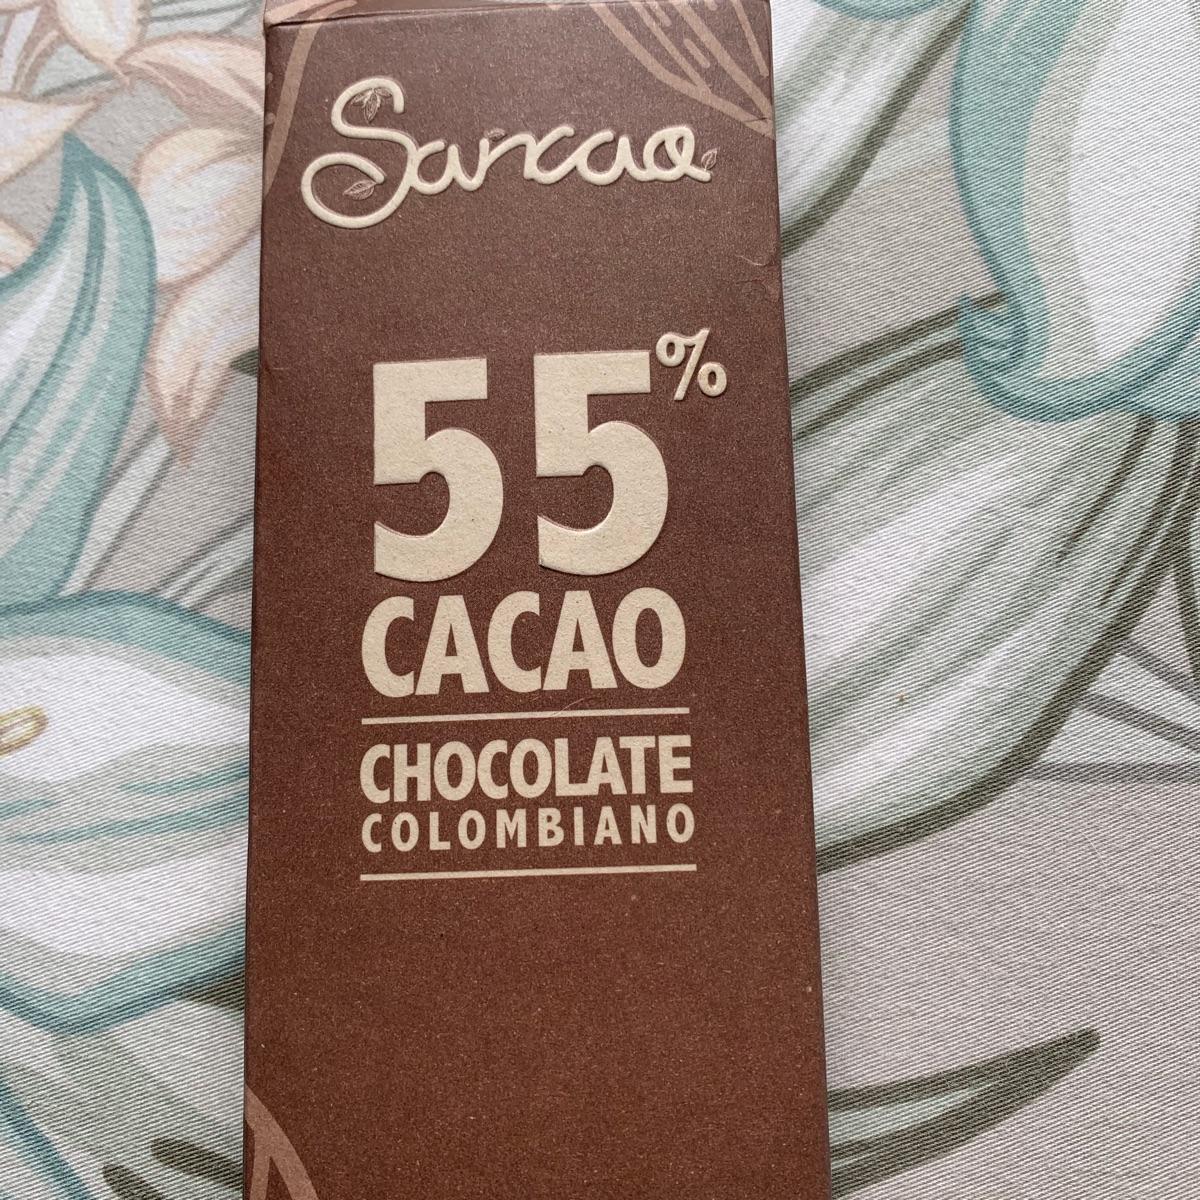 Sancao
55%
CACAO
CHOCOLATE
COLOMBIANO